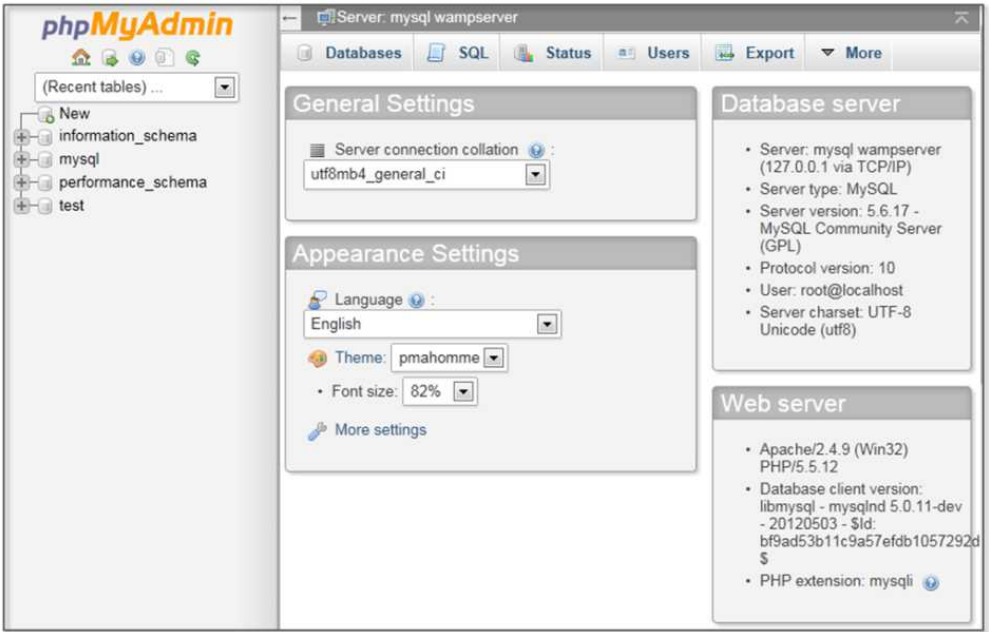 phpMyAdmin
(Recent tables) ...
New
information_schema
mysql
performance_schema
test
Server: mysql wampserver
Databases
SQL
Status
Users
Export
More
General Settings
Server connection collation :
utf8mb4_general_ci
Appearance Settings
Language :
English
Theme: pmahomme
• Font size: 82%
More settings
Database server
• Server: mysql wampserver
(127.0.0.1 via TCP/IP)
• Server type: MySQL
• Server version: 5.6.17 -
MySQL Community Server
(GPL)
• Protocol version: 10
• User: root@localhost
• Server charset: UTF-8
Unicode (utf8)
Web server
• Apache/2.4.9 (Win32)
PHP/5.5.12
• Database client version:
libmysql - mysqlnd 5.0.11-dev
- 20120503 - $Id:
bf9ad53b11c9a57efdb1057292d
$
• PHP extension: mysqli